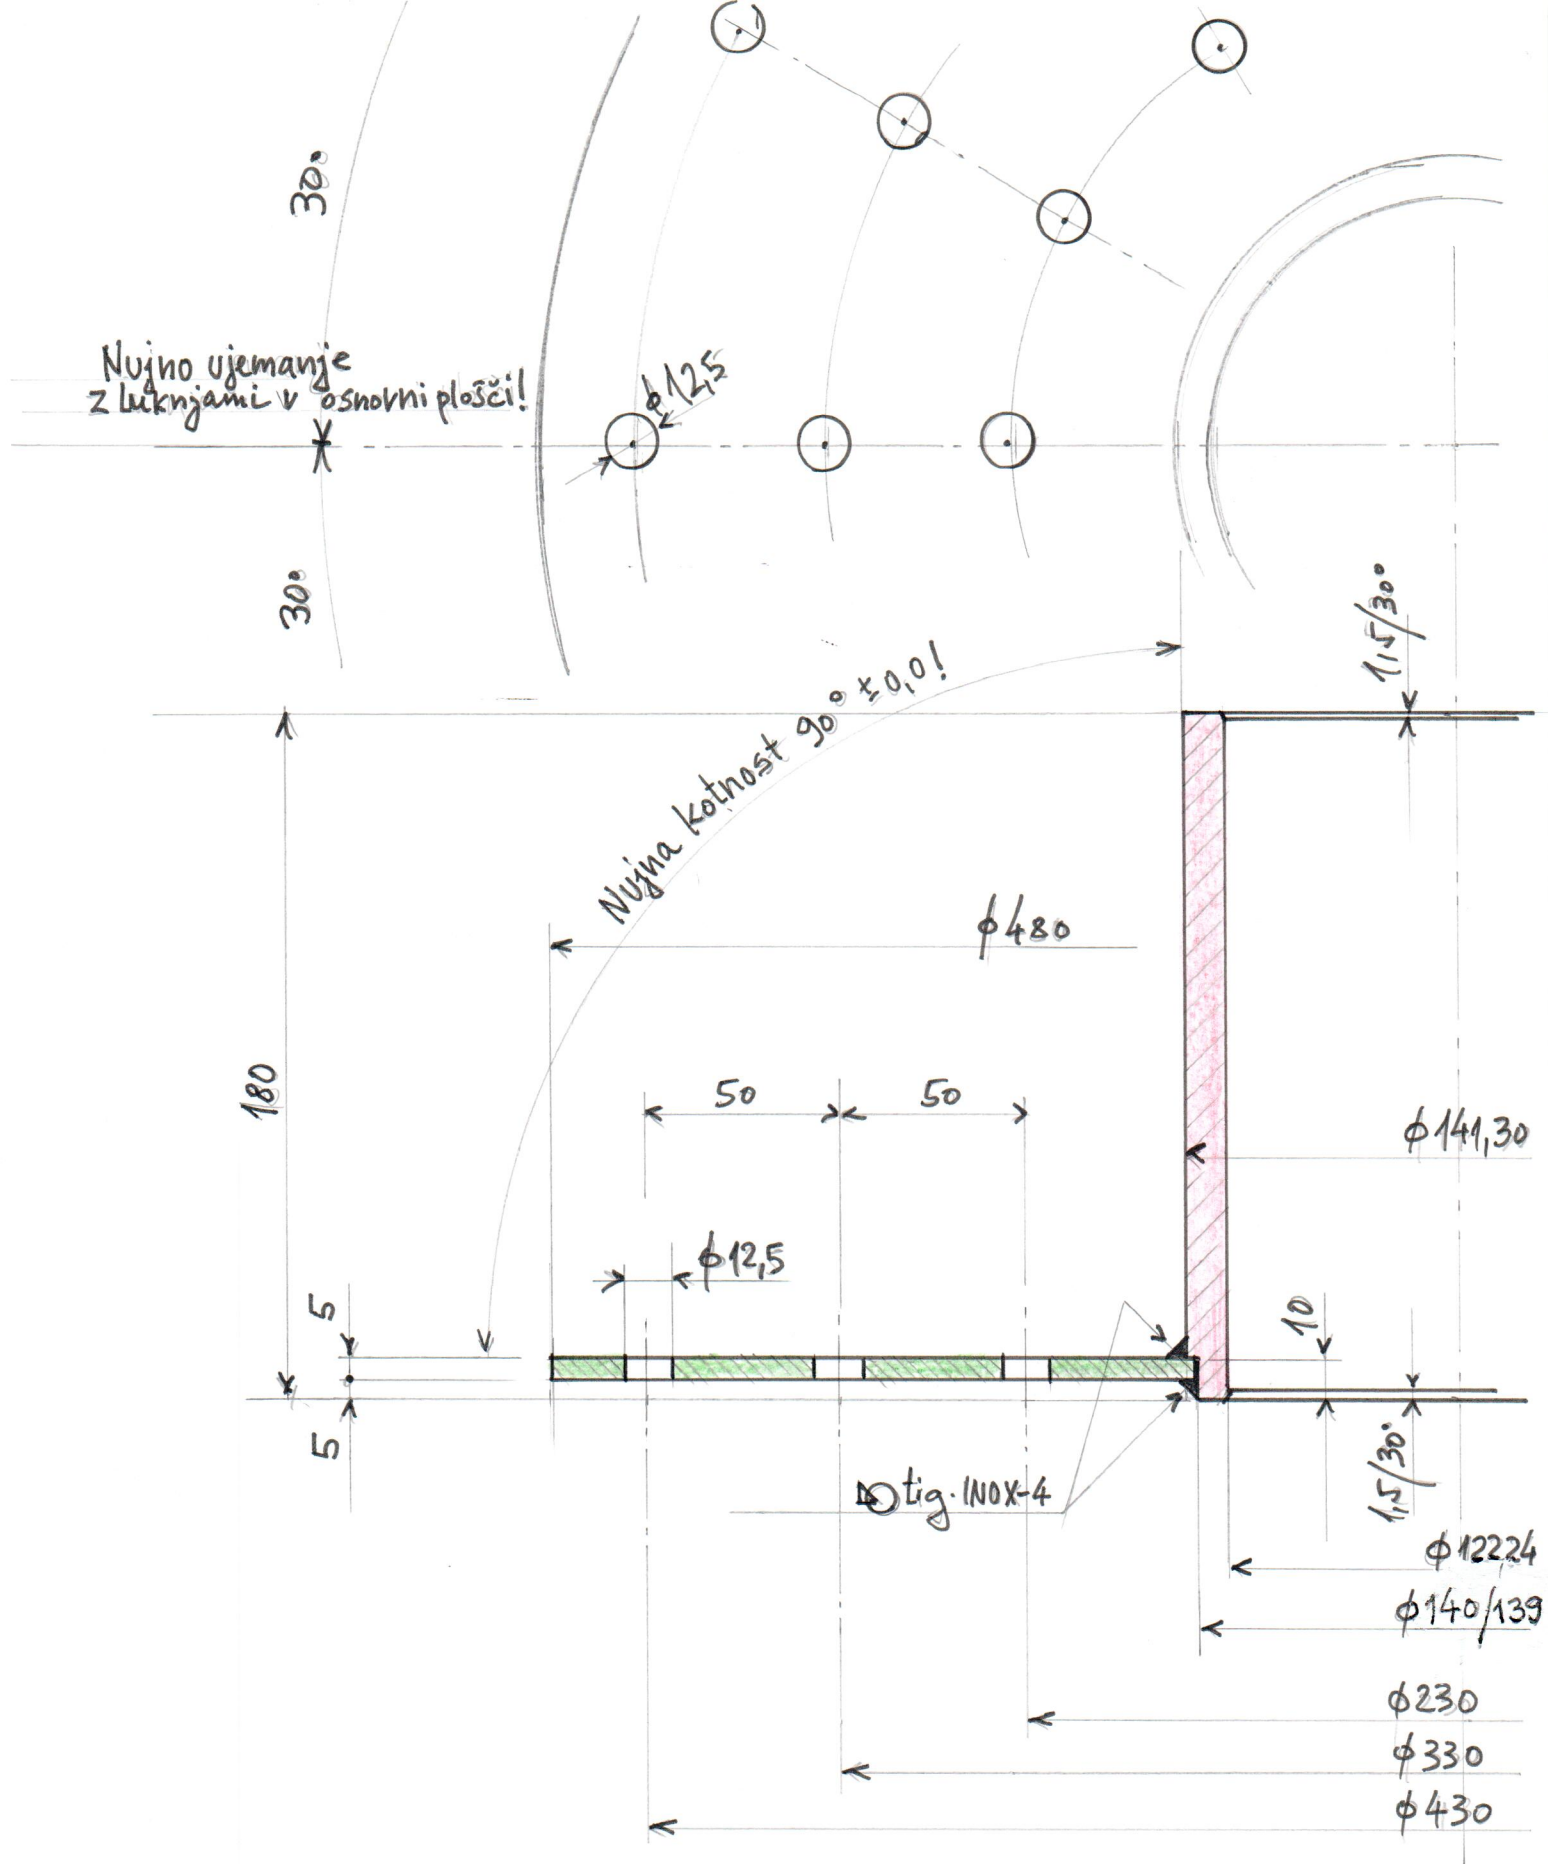 30°
Nujno ujemanje
z luknjami v osnovni plošči!
ϕ12,5
30°
1,5/30°
Nujna kotnost 90° ±0,0!
ϕ480
180
50
50
ϕ141,30
ϕ12,5
5
10
5
tig. INOX-4
1,5/30°
ϕ122,24
ϕ140/139
ϕ230
ϕ330
ϕ430